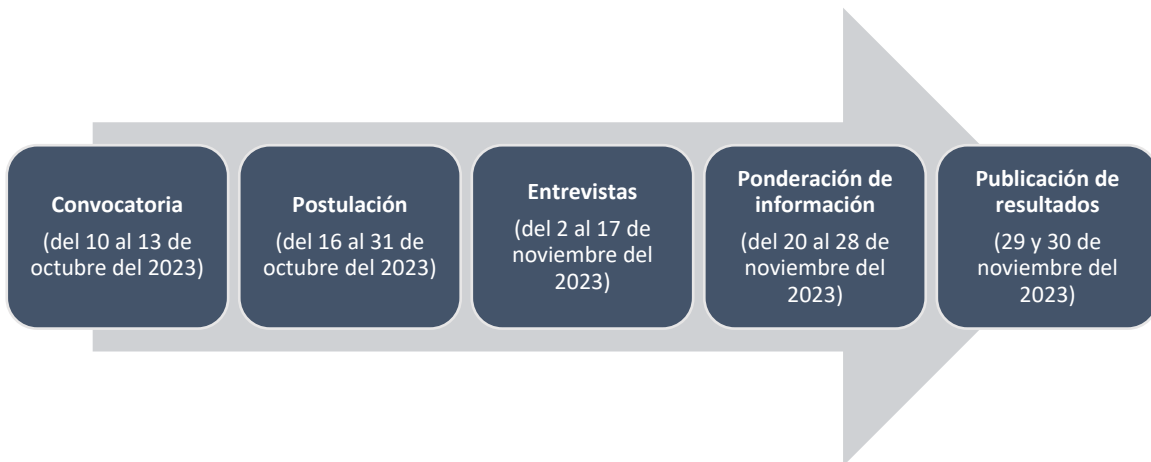 Convocatoria
(del 10 al 13 de
octubre del 2023)
Postulación
(del 16 al 31 de
octubre del 2023)
Entrevistas
(del 2 al 17 de
noviembre del
2023)
Ponderación de
información
(del 20 al 28 de
noviembre del
2023)
Publicación de
resultados
(29 y 30 de
noviembre del
2023)